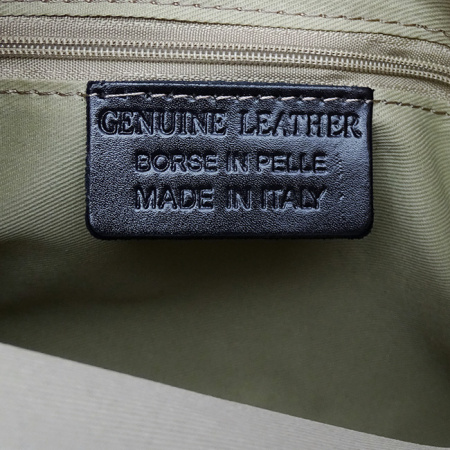 GENUINE LEATHER
BORSE IN PELLE
MADE IN ITALY